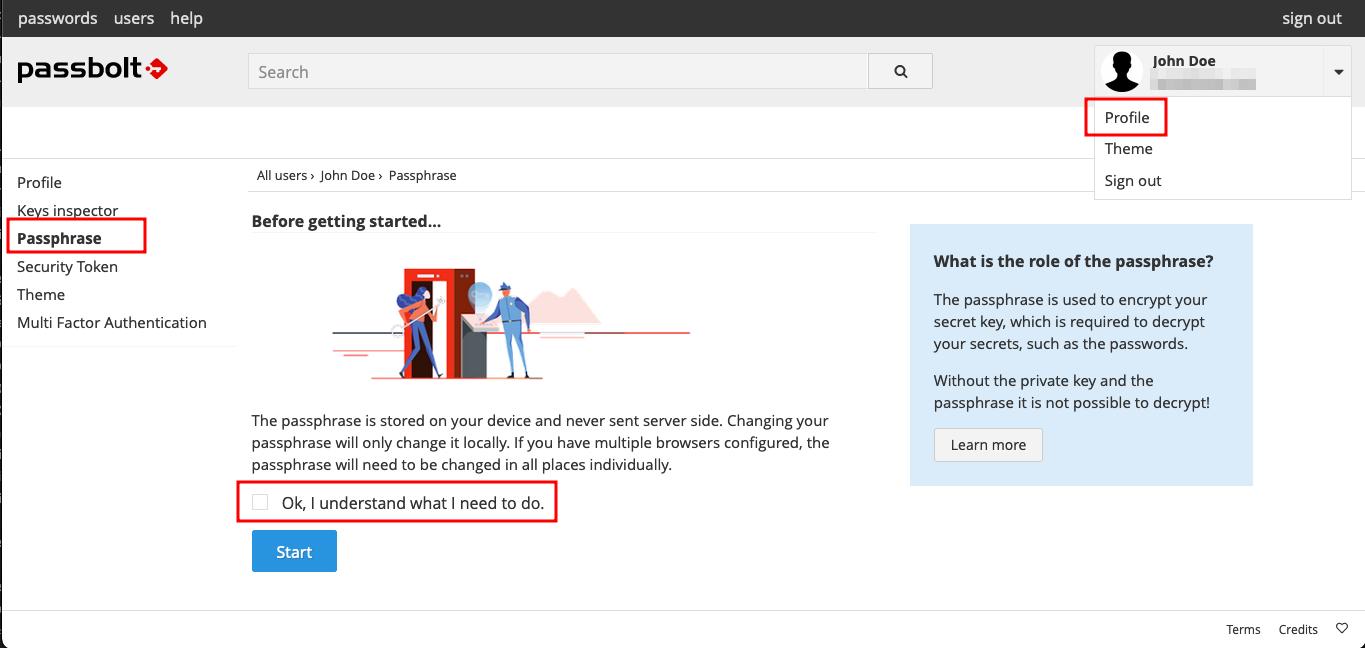 passwords users help sign out
passbolt
Search
John Doe
Profile
Theme
Sign out
Profile
Keys inspector
Passphrase
Security Token
Theme
Multi Factor Authentication
All users › John Doe › Passphrase
Before getting started...
The passphrase is stored on your device and never sent server side. Changing your
passphrase will only change it locally. If you have multiple browsers configured, the
passphrase will need to be changed in all places individually.
Ok, I understand what I need to do.
Start
What is the role of the passphrase?
The passphrase is used to encrypt your
secret key, which is required to decrypt
your secrets, such as the passwords.
Without the private key and the
passphrase it is not possible to decrypt!
Learn more
Terms Credits